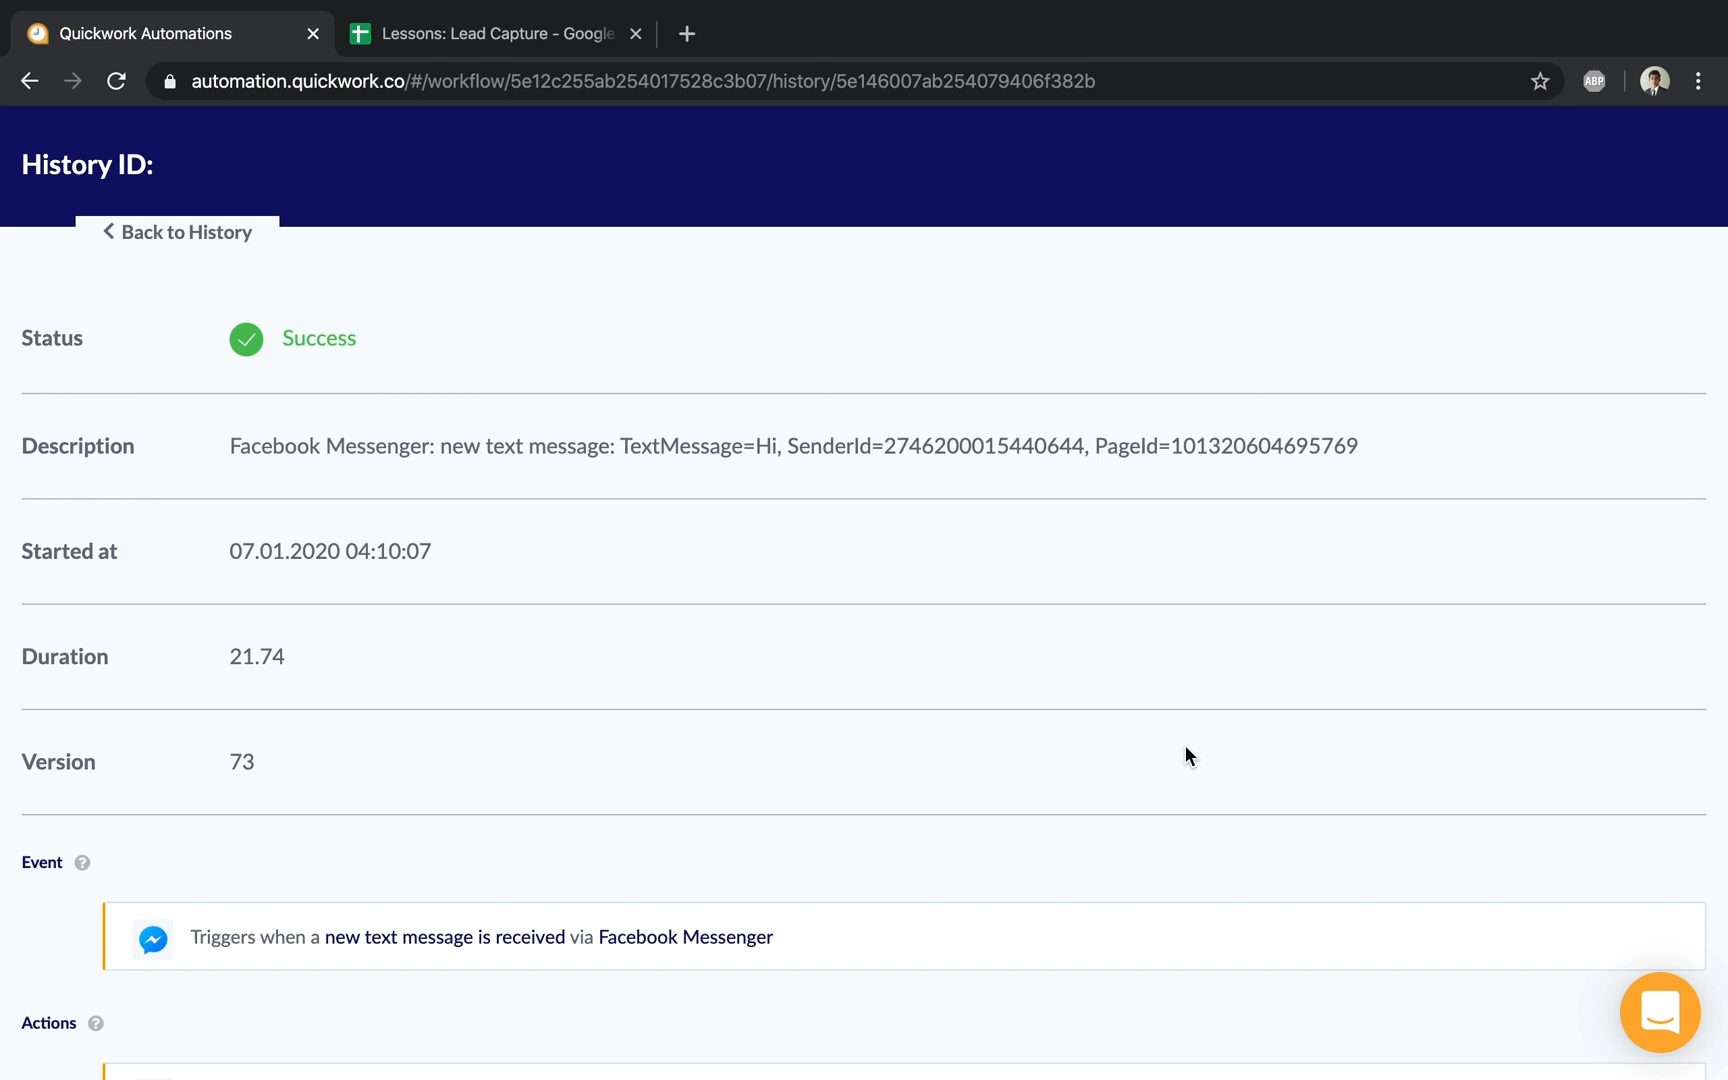 Quickwork Automations
Lessons: Lead Capture - Google
automation.quickwork.co/#/workflow/5e12c255ab254017528c3b07/history/5e146007ab254079406f382b
ABP
History ID:
Back to History
Status Success
Description Facebook Messenger: new text message: TextMessage=Hi, SenderId=2746200015440644, PageId=101320604695769
Started at 07.01.2020 04:10:07
Duration 21.74
Version 73
Event ?
Triggers when a new text message is received via Facebook Messenger
Actions ?